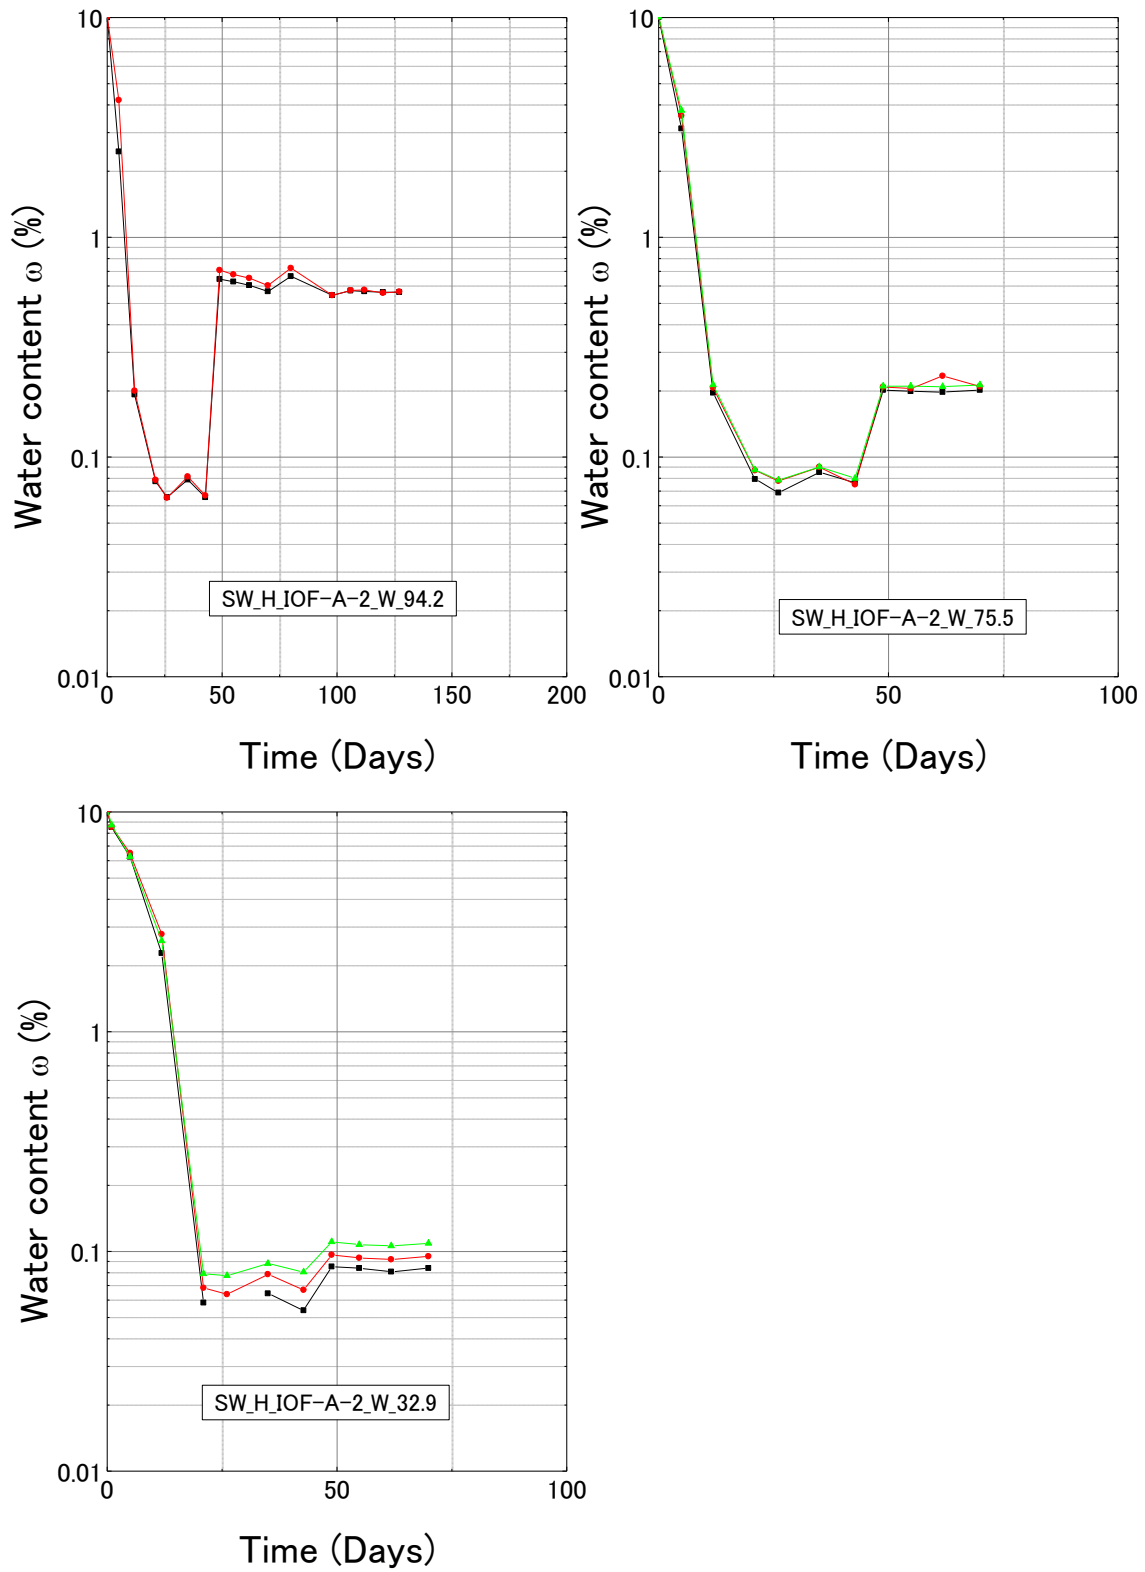 10
1
0.1
0.01
Water content ω (%)
SW_H_IOF-A-2_W_94.2
0 50 100 150 200
Time (Days)
10
1
0.1
0.01
Water content ω (%)
SW_H_IOF-A-2_W_75.5
0 50 100
Time (Days)
10
1
0.1
0.01
Water content ω (%)
SW_H_IOF-A-2_W_32.9
0 50 100
Time (Days)